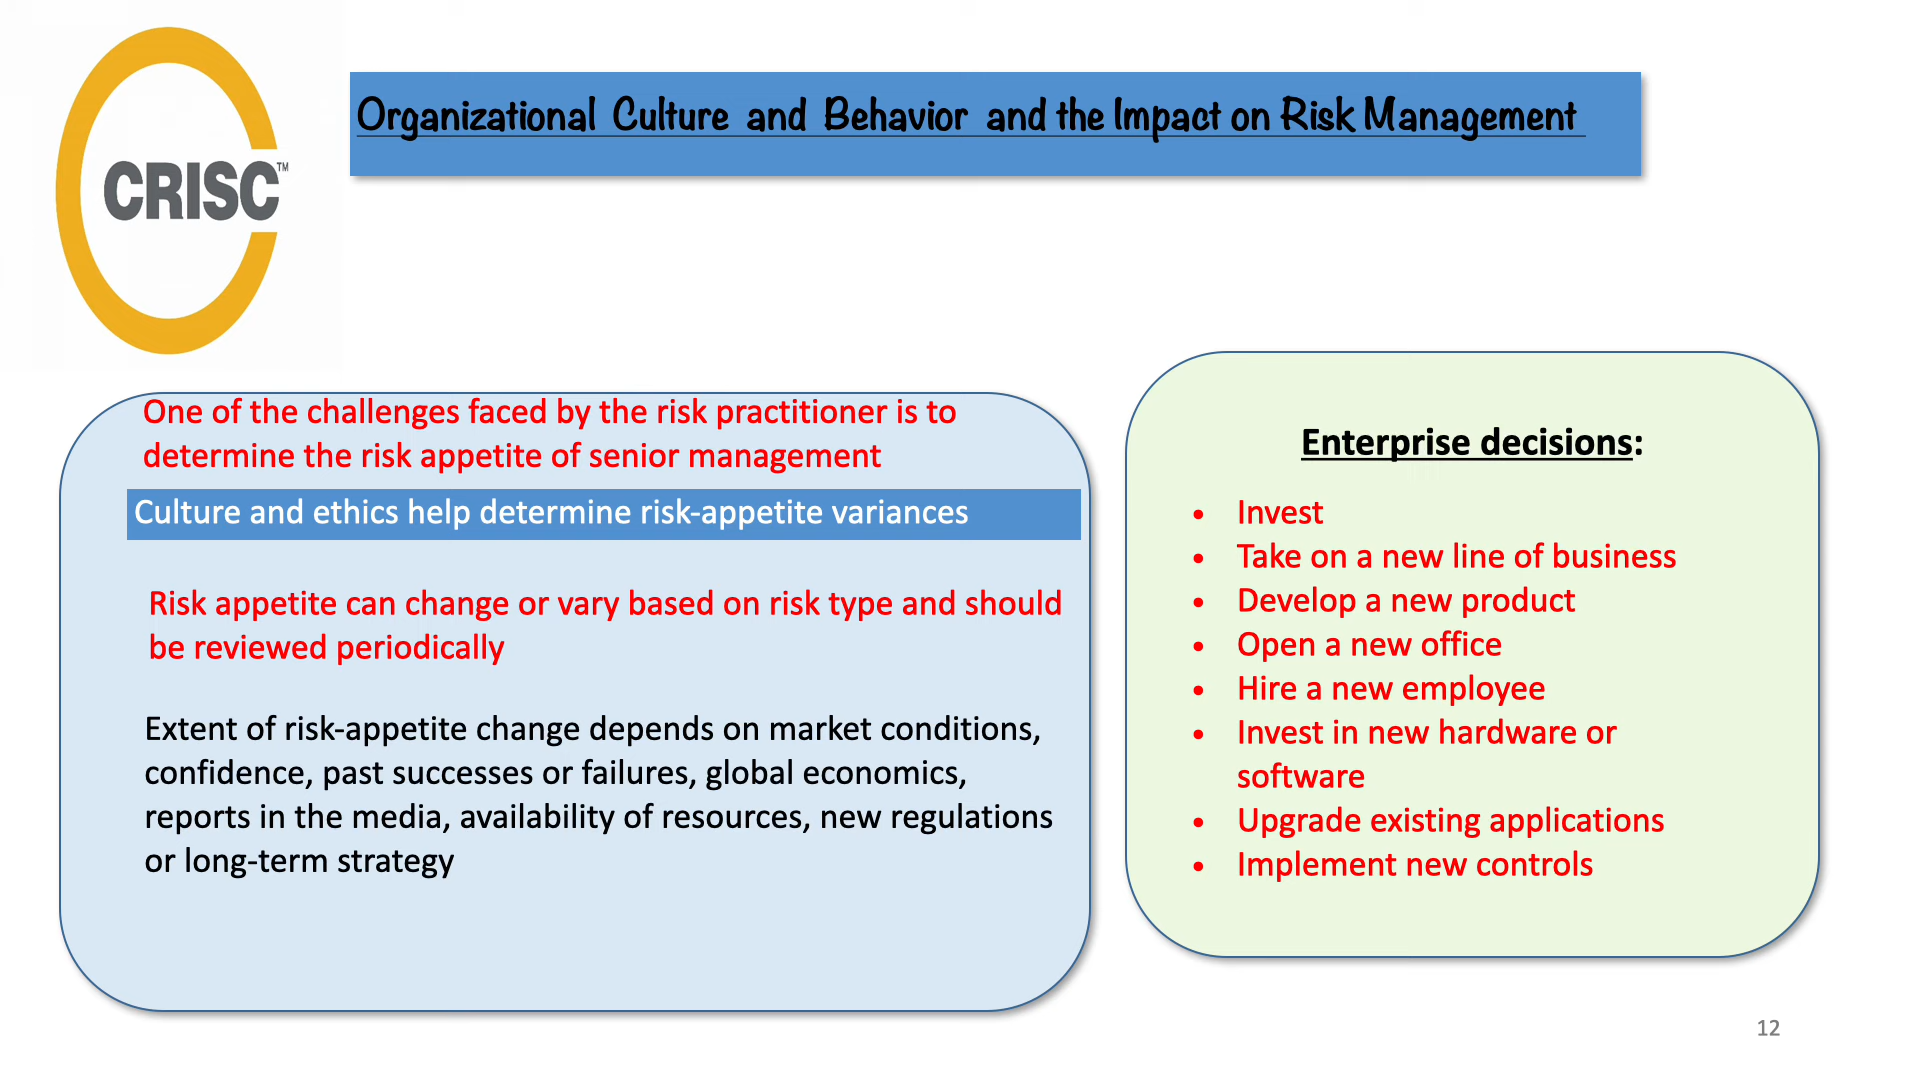 CRISC™
Organizational Culture and Behavior and the Impact on Risk Management
One of the challenges faced by the risk practitioner is to
determine the risk appetite of senior management
Culture and ethics help determine risk-appetite variances
Risk appetite can change or vary based on risk type and should
be reviewed periodically
Extent of risk-appetite change depends on market conditions,
confidence, past successes or failures, global economics,
reports in the media, availability of resources, new regulations
or long-term strategy
Enterprise decisions:
• Invest
• Take on a new line of business
• Develop a new product
• Open a new office
• Hire a new employee
• Invest in new hardware or
software
• Upgrade existing applications
• Implement new controls
12